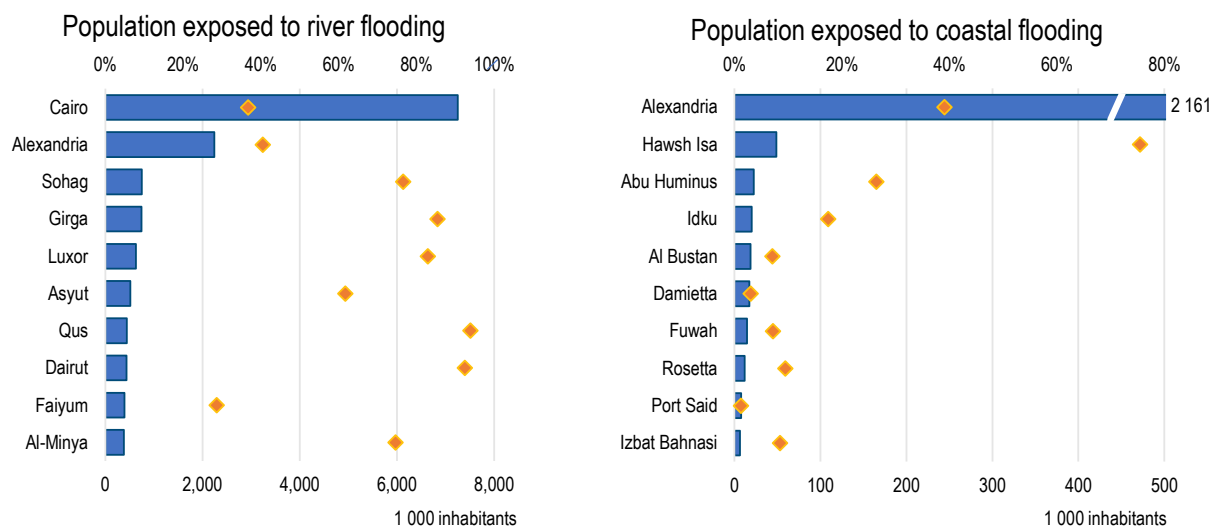 Population exposed to river flooding
0% 20% 40% 60% 80% 100%
Cairo
Alexandria
Sohag
Girga
Luxor
Asyut
Qus
Dairut
Faiyum
Al-Minya
0 2,000 4,000 6,000 8,000
1 000 inhabitants
Population exposed to coastal flooding
0% 20% 40% 60% 80%
Alexandria 2 161
Hawsh Isa
Abu Huminus
Idku
Al Bustan
Damietta
Fuwah
Rosetta
Port Said
Izbat Bahnasi
0 100 200 300 400 500
1 000 inhabitants